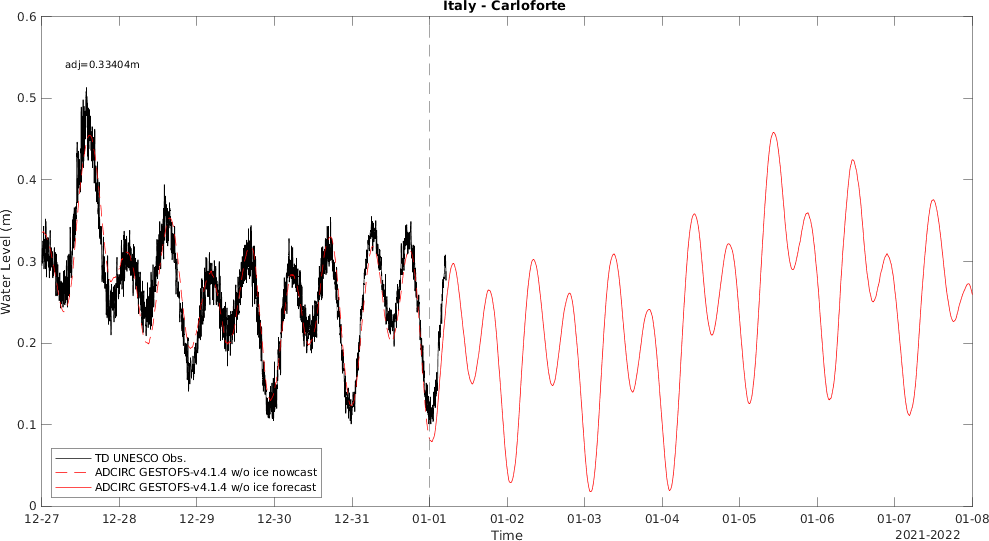 Italy - Carloforte
0.6
adj=0.33404m
0.5
0.4
0.3
0.2
0.1
0
Water Level (m)
TD UNESCO Obs.
ADCIRC GESTOFS-v4.1.4 w/o ice nowcast
ADCIRC GESTOFS-v4.1.4 w/o ice forecast
12-27 12-28 12-29 12-30 12-31 01-01 01-02 01-03 01-04 01-05 01-06 01-07 01-08
Time
2021-2022